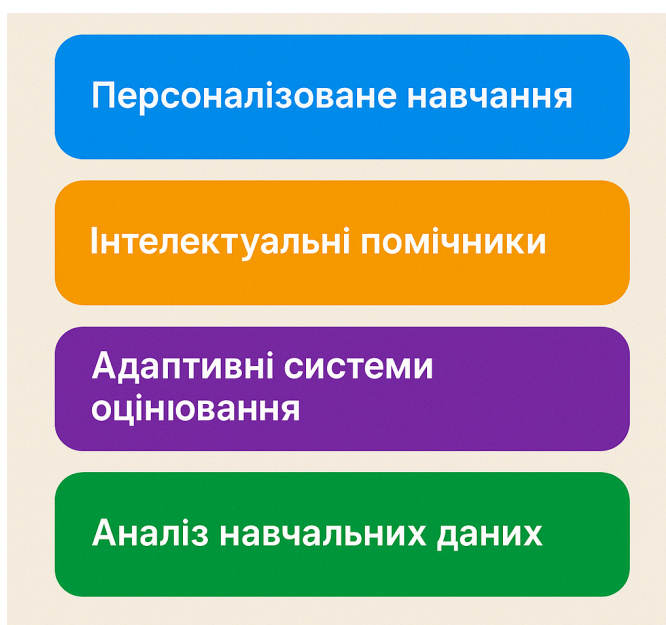 Персоналізоване навчання
Інтелектуальні помічники
Адаптивні системи
оцінювання
Аналіз навчальних даних